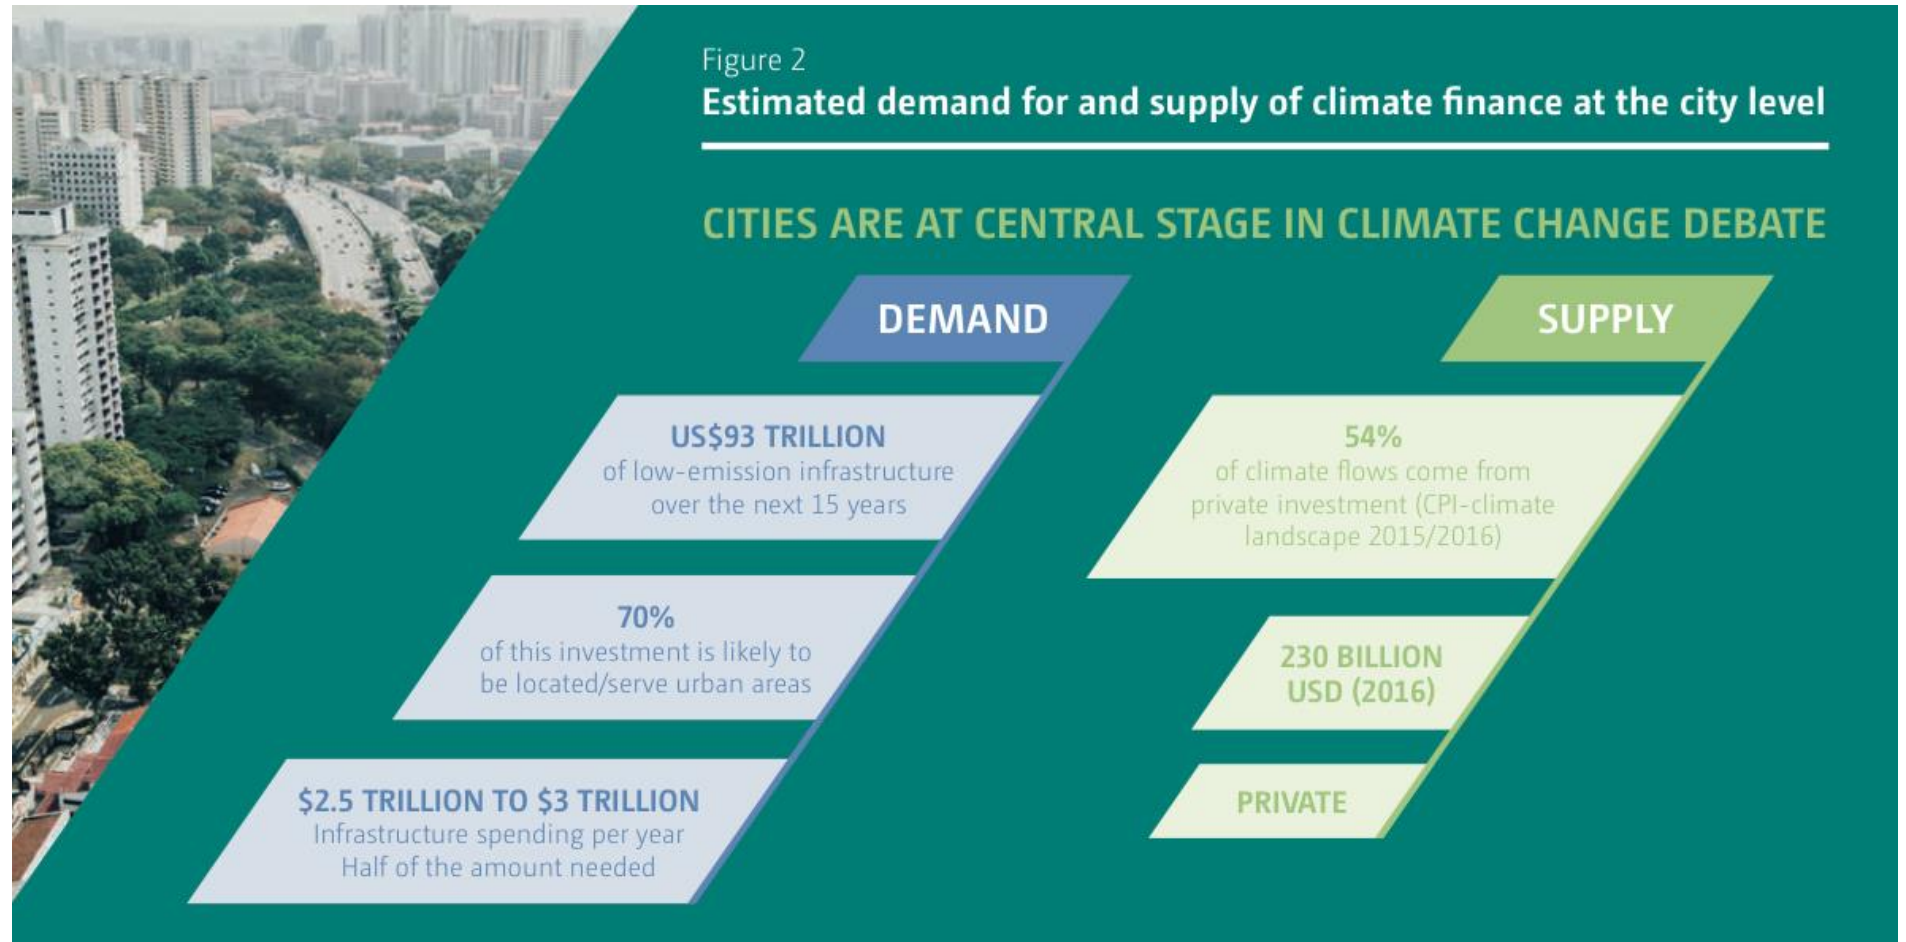 Figure 2
Estimated demand for and supply of climate finance at the city level
CITIES ARE AT CENTRAL STAGE IN CLIMATE CHANGE DEBATE
DEMAND
US$93 TRILLION
of low-emission infrastructure
over the next 15 years
70%
of this investment is likely to
be located/serve urban areas
$2.5 TRILLION TO $3 TRILLION
Infrastructure spending per year
Half of the amount needed
SUPPLY
54%
of climate flows come from
private investment (CPI-climate
landscape 2015/2016)
230 BILLION
USD (2016)
PRIVATE